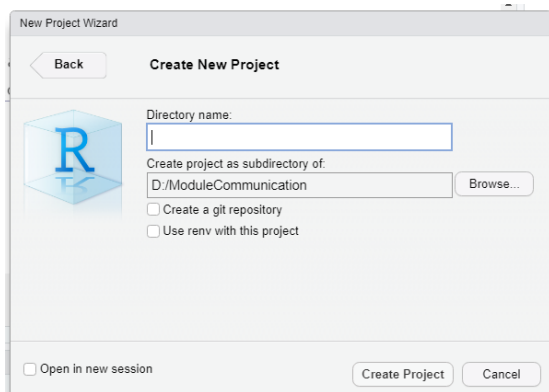 New Project Wizard
Back
Create New Project
R
Directory name:
Create project as subdirectory of:
D:/ModuleCommunication
Browse...
Create a git repository
Use renv with this project
Open in new session
Create Project
Cancel